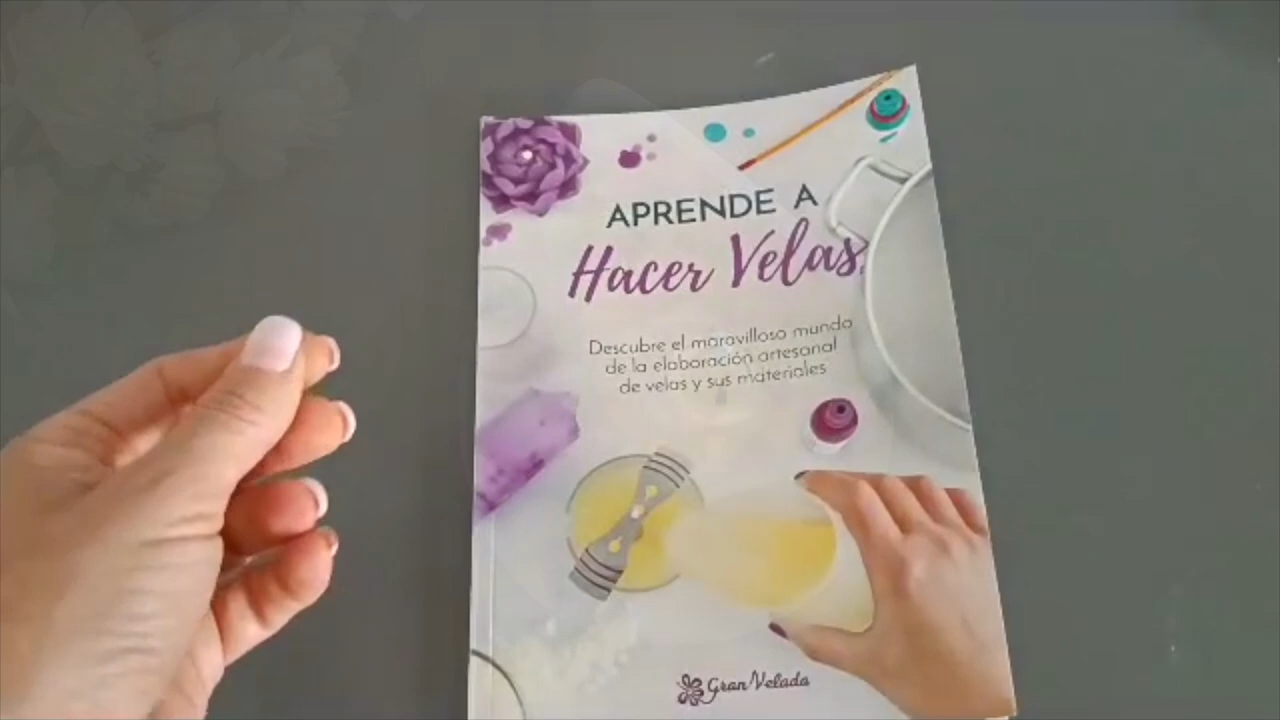 APRENDE A
Hacer Velas
Descubre el maravilloso mundo
de la elaboración artesanal
de velas y sus materiales
Gran Velada